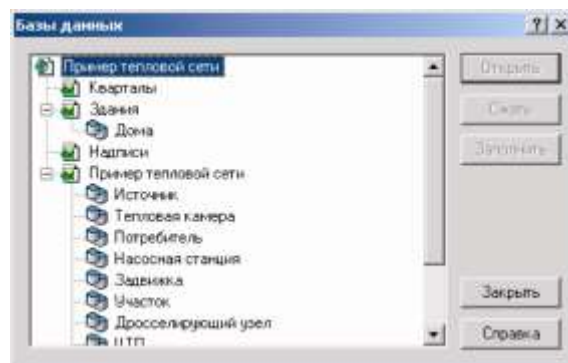 Базы данных
Пример тепловой сети
Открыть
Кварталы
Здания
Сжать
Дома
Надписи
Заполнить
Пример тепловой сети
Источник
Тепловая камера
Потребитель
Насосная станция
Задвижка
Закрыть
Участок
Дросселирующий узел
Справка
ЦТП